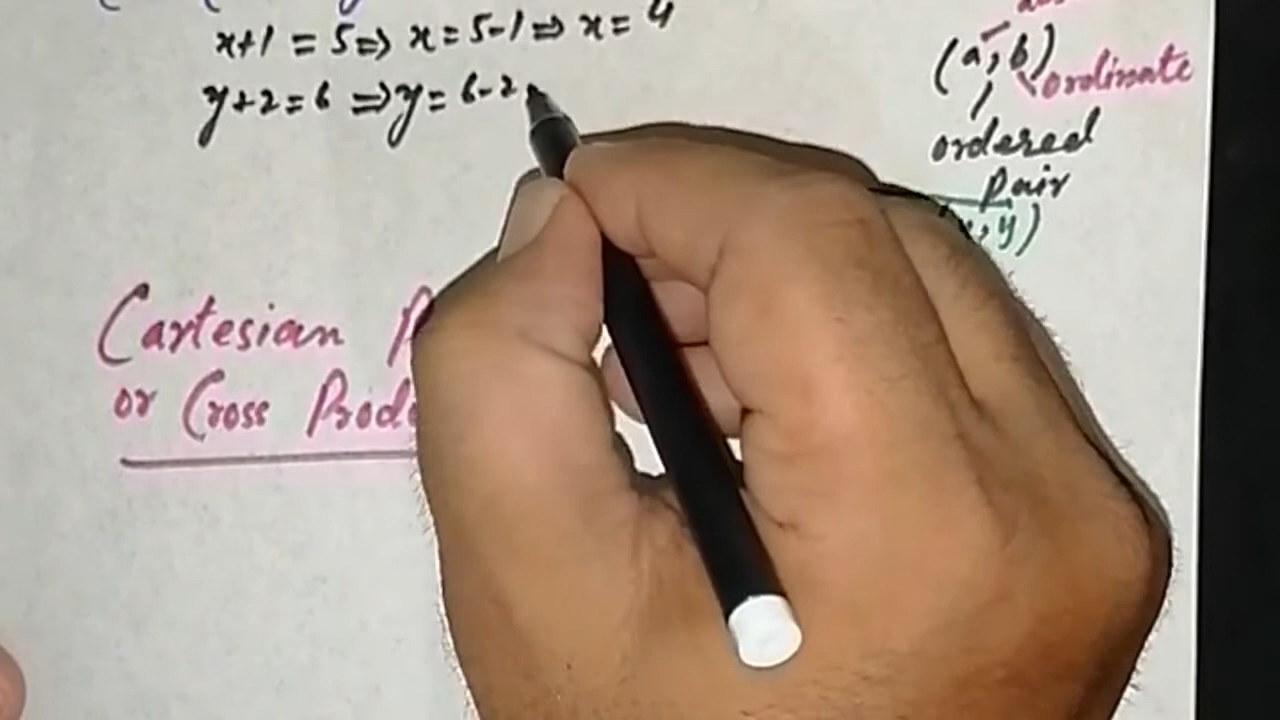 x+1 = 5 ⇒ x = 5-1 ⇒ x = 4
y+2 = 6 ⇒ y = 6-2
(a, b)
ordinate
ordered
Pair
, y)
Cartesian
or Cross